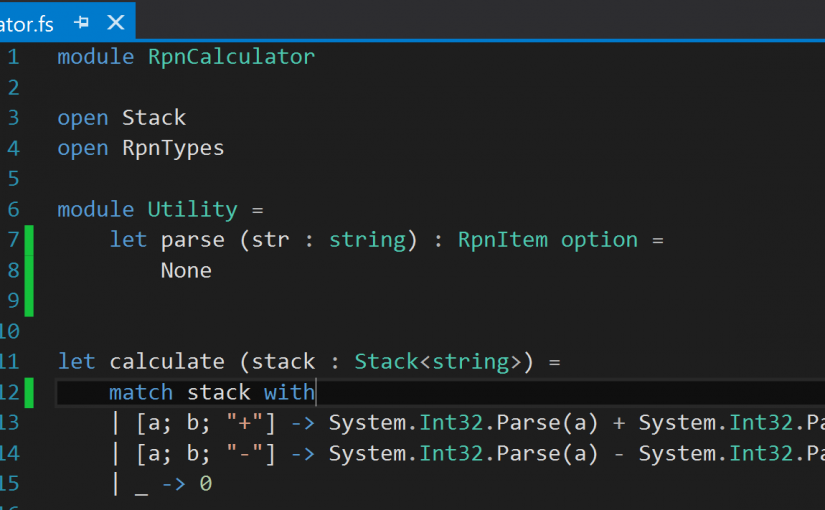 ator.fs
1 module RpnCalculator
2
3 open Stack
4 open RpnTypes
5
6 module Utility =
7     let parse (str : string) : RpnItem option =
8         None
9
10
11 let calculate (stack : Stack<string>) =
12     match stack with
13     | [a; b; "+"] -> System.Int32.Parse(a) + System.Int32.Pa
14     | [a; b; "-"] -> System.Int32.Parse(a) - System.Int32.Pa
15     | _ -> 0